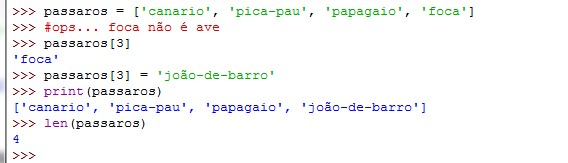 >>> passaros = ['canario', 'pica-pau', 'papagaio', 'foca']
>>> #ops... foca não é ave
>>> passaros[3]
'foca'
>>> passaros[3] = 'joão-de-barro'
>>> print(passaros)
['canario', 'pica-pau', 'papagaio', 'joão-de-barro']
>>> len(passaros)
4
>>>